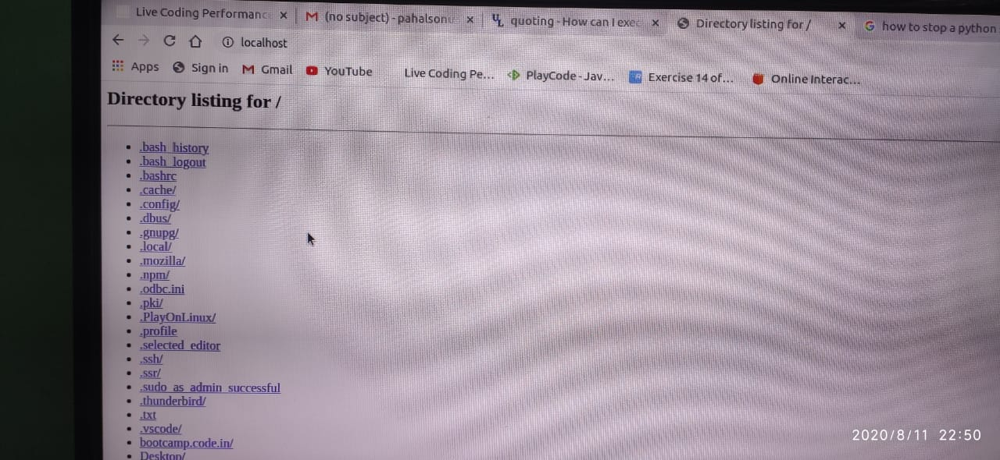 Live Coding Performance
(no subject) - pahalsonu
quoting - How can I exec
Directory listing for /
how to stop a python
localhost
Apps Sign in Gmail YouTube Live Coding Pe... PlayCode - Jav... Exercise 14 of... Online Interac...
Directory listing for /
.bash_history
.bash_logout
.bashrc
.cache/
.config/
.dbus/
.gnupg/
.local/
.mozilla/
.npm/
.odbc.ini
.pki/
.PlayOnLinux/
.profile
.selected_editor
.ssh/
.ssr/
.sudo_as_admin_successful
.thunderbird/
.txt
.vscode/
bootcamp.code.in/
Desktop/
2020/8/11 22:50